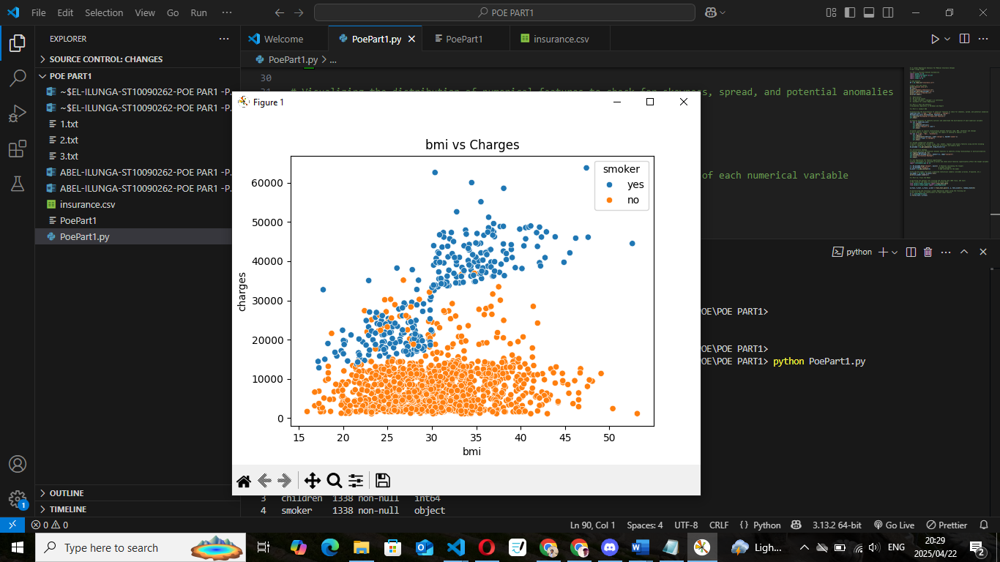 File Edit Selection View Go Run ··· POE PART1
EXPLORER
Welcome PoePart1.py PoePart1 insurance.csv
SOURCE CONTROL: CHANGES
PoePart1.py > ...
POE PART1
30
~$EL-ILUNGA-ST10090262-POE PAR1 -P...
~$EL-ILUNGA-ST10090262-POE PAR1 -P...
1.txt
2.txt
3.txt
ABEL-ILUNGA-ST10090262-POE PAR1 -P...
ABEL-ILUNGA-ST10090262-POE PAR1 -P...
insurance.csv
PoePart1
PoePart1.py
OUTLINE
TIMELINE
# Visualizing the distribution of numerical features to check for skewness, spread, and potential anomalies
of each numerical variable
Figure 1
bmi vs Charges
smoker
yes
no
charges
60000
50000
40000
30000
20000
10000
0
15 20 25 30 35 40 45 50
bmi
python
POE\POE PART1>
POE\POE PART1>
POE\POE PART1> python PoePart1.py
3 children 1338 non-null int64
4 smoker 1338 non-null object
1
0 0 Ln 90, Col 1 Spaces: 4 UTF-8 CRLF {} Python 3.13.2 64-bit Go Live Prettier
Type here to search
Ligh... ENG
20:29
2025/04/22
2